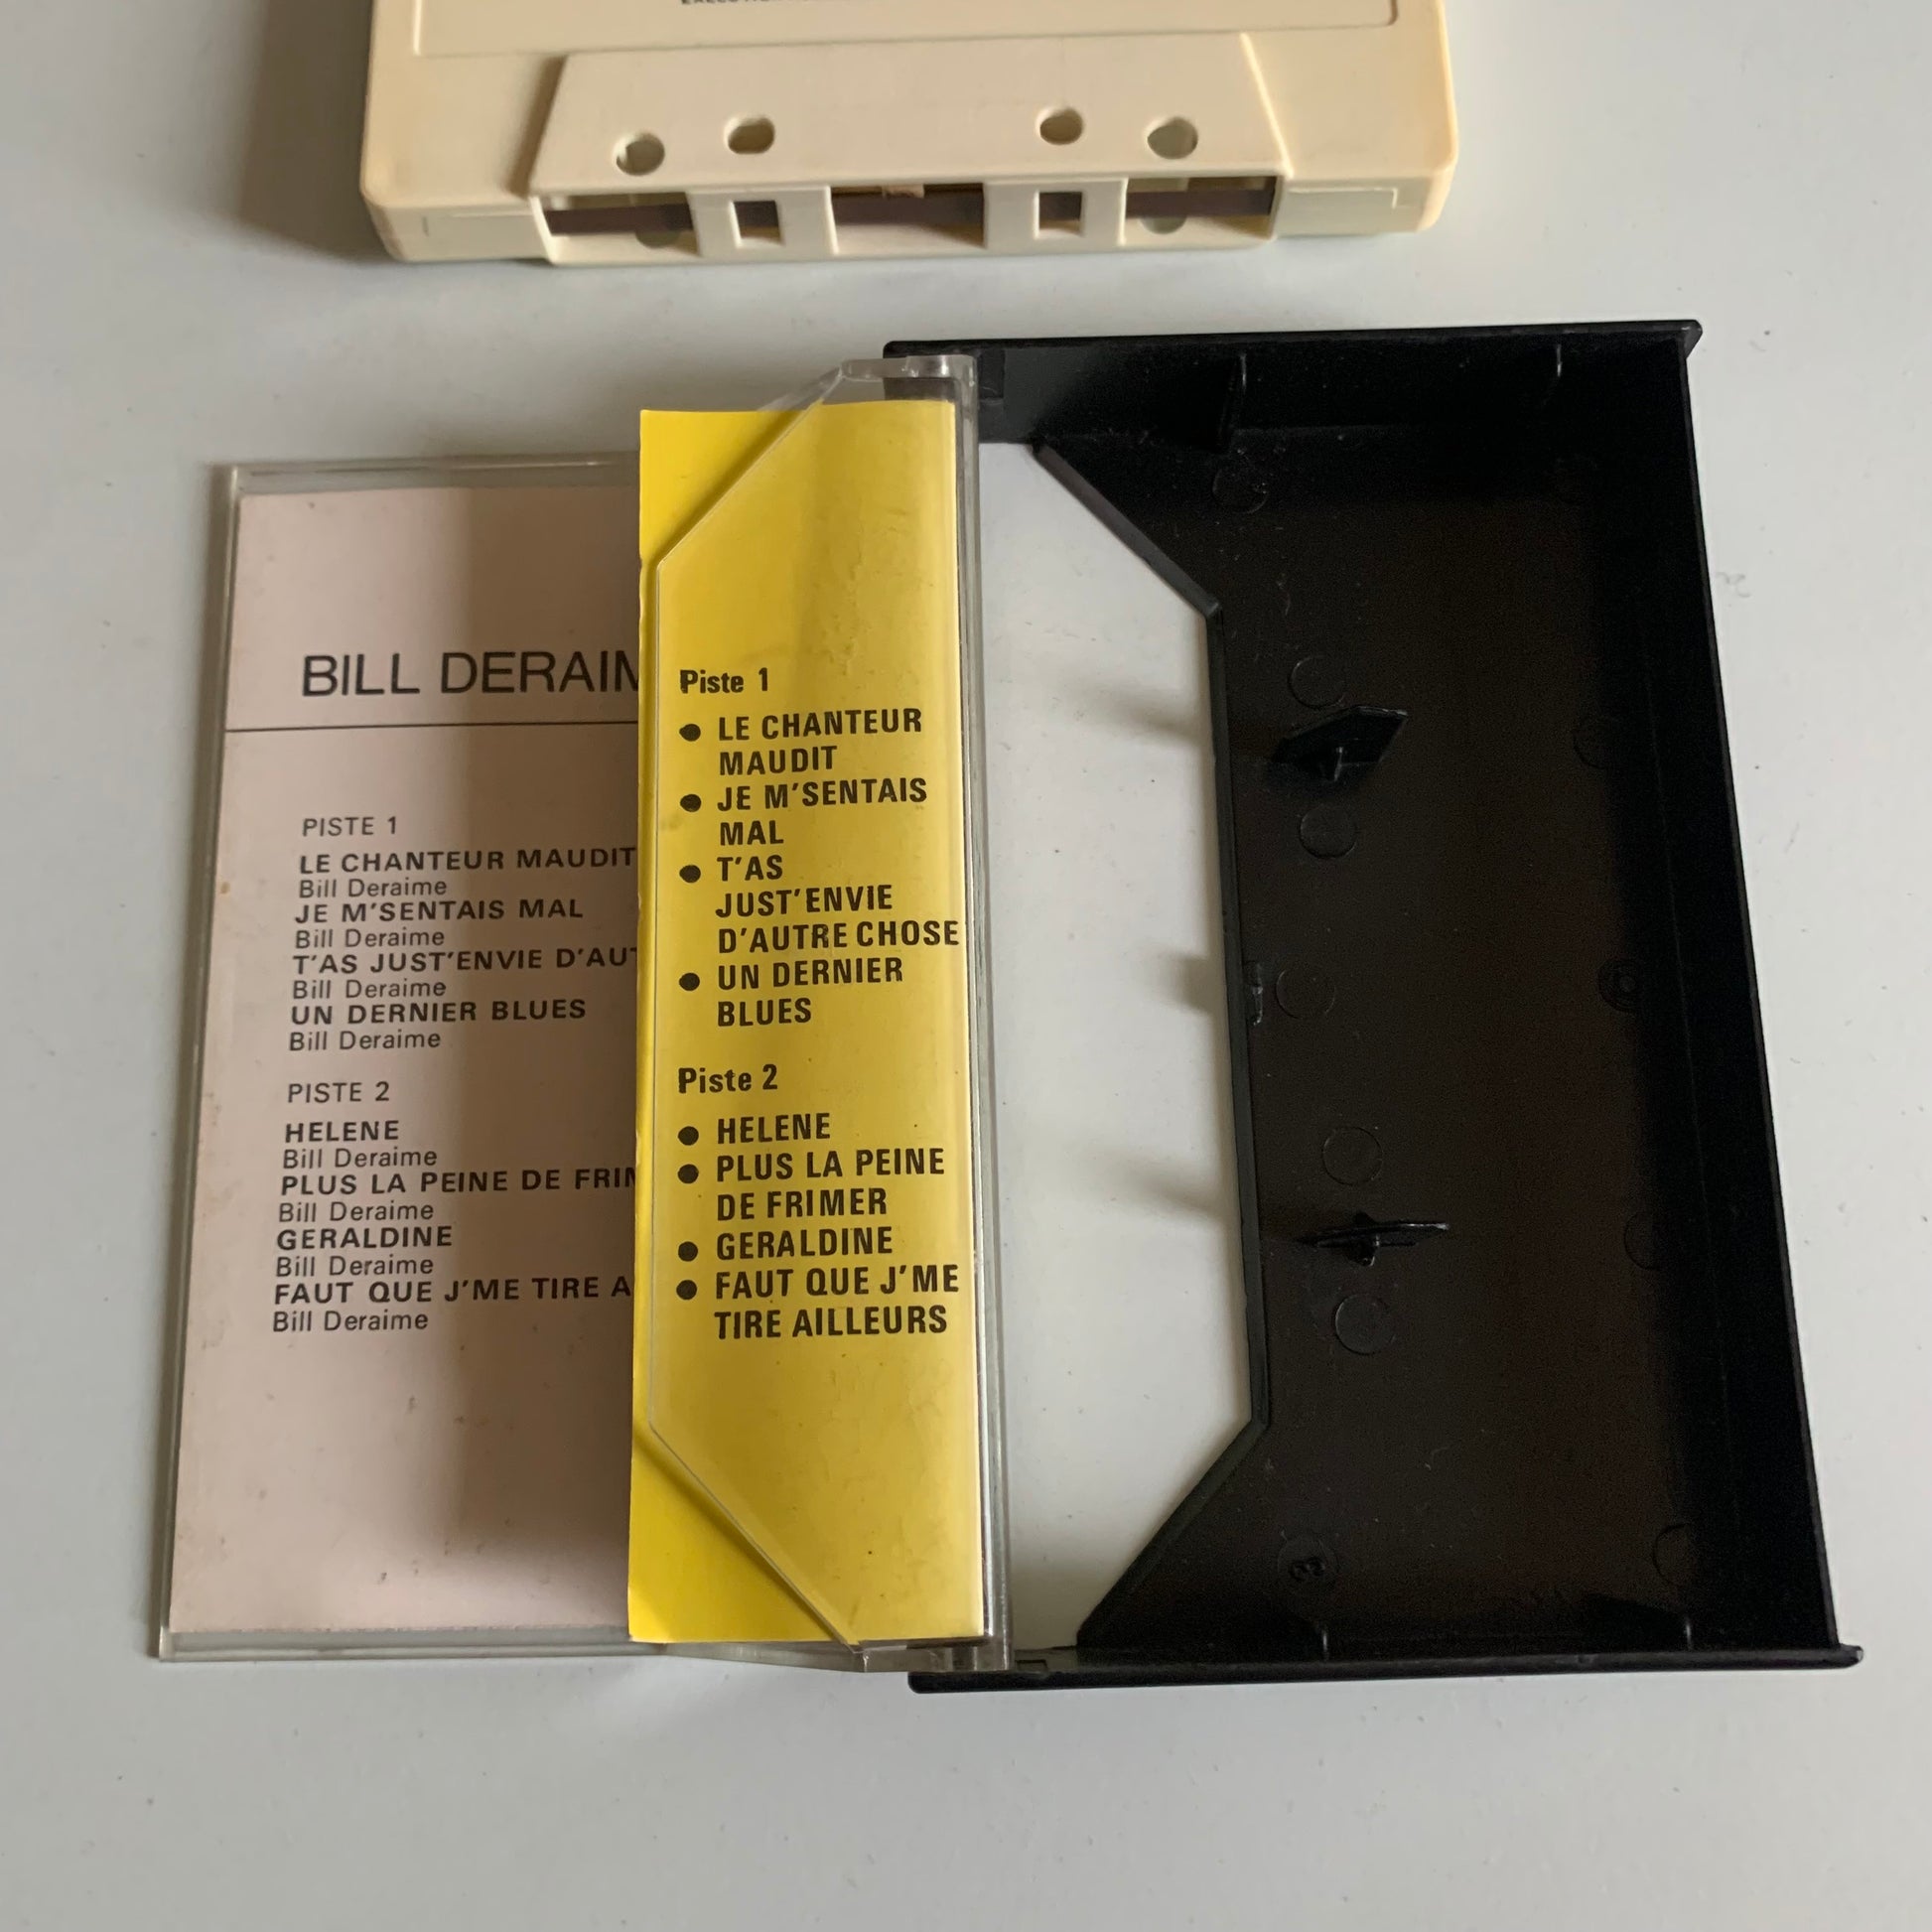 BILL DERAIM
PISTE 1
LE CHANTEUR MAUDIT
Bill Deraime
JE M'SENTAIS MAL
Bill Deraime
T'AS JUST'ENVIE D'AUT
Bill Deraime
UN DERNIER BLUES
Bill Deraime
PISTE 2
HELENE
Bill Deraime
PLUS LA PEINE DE FRIM
Bill Deraime
GERALDINE
Bill Deraime
FAUT QUE J'ME TIRE A
Bill Deraime
Piste 1
• LE CHANTEUR
MAUDIT
• JE M'SENTAIS
MAL
• T'AS
JUST'ENVIE
D'AUTRE CHOSE
• UN DERNIER
BLUES
Piste 2
• HELENE
• PLUS LA PEINE
DE FRIMER
• GERALDINE
• FAUT QUE J'ME
TIRE AILLEURS